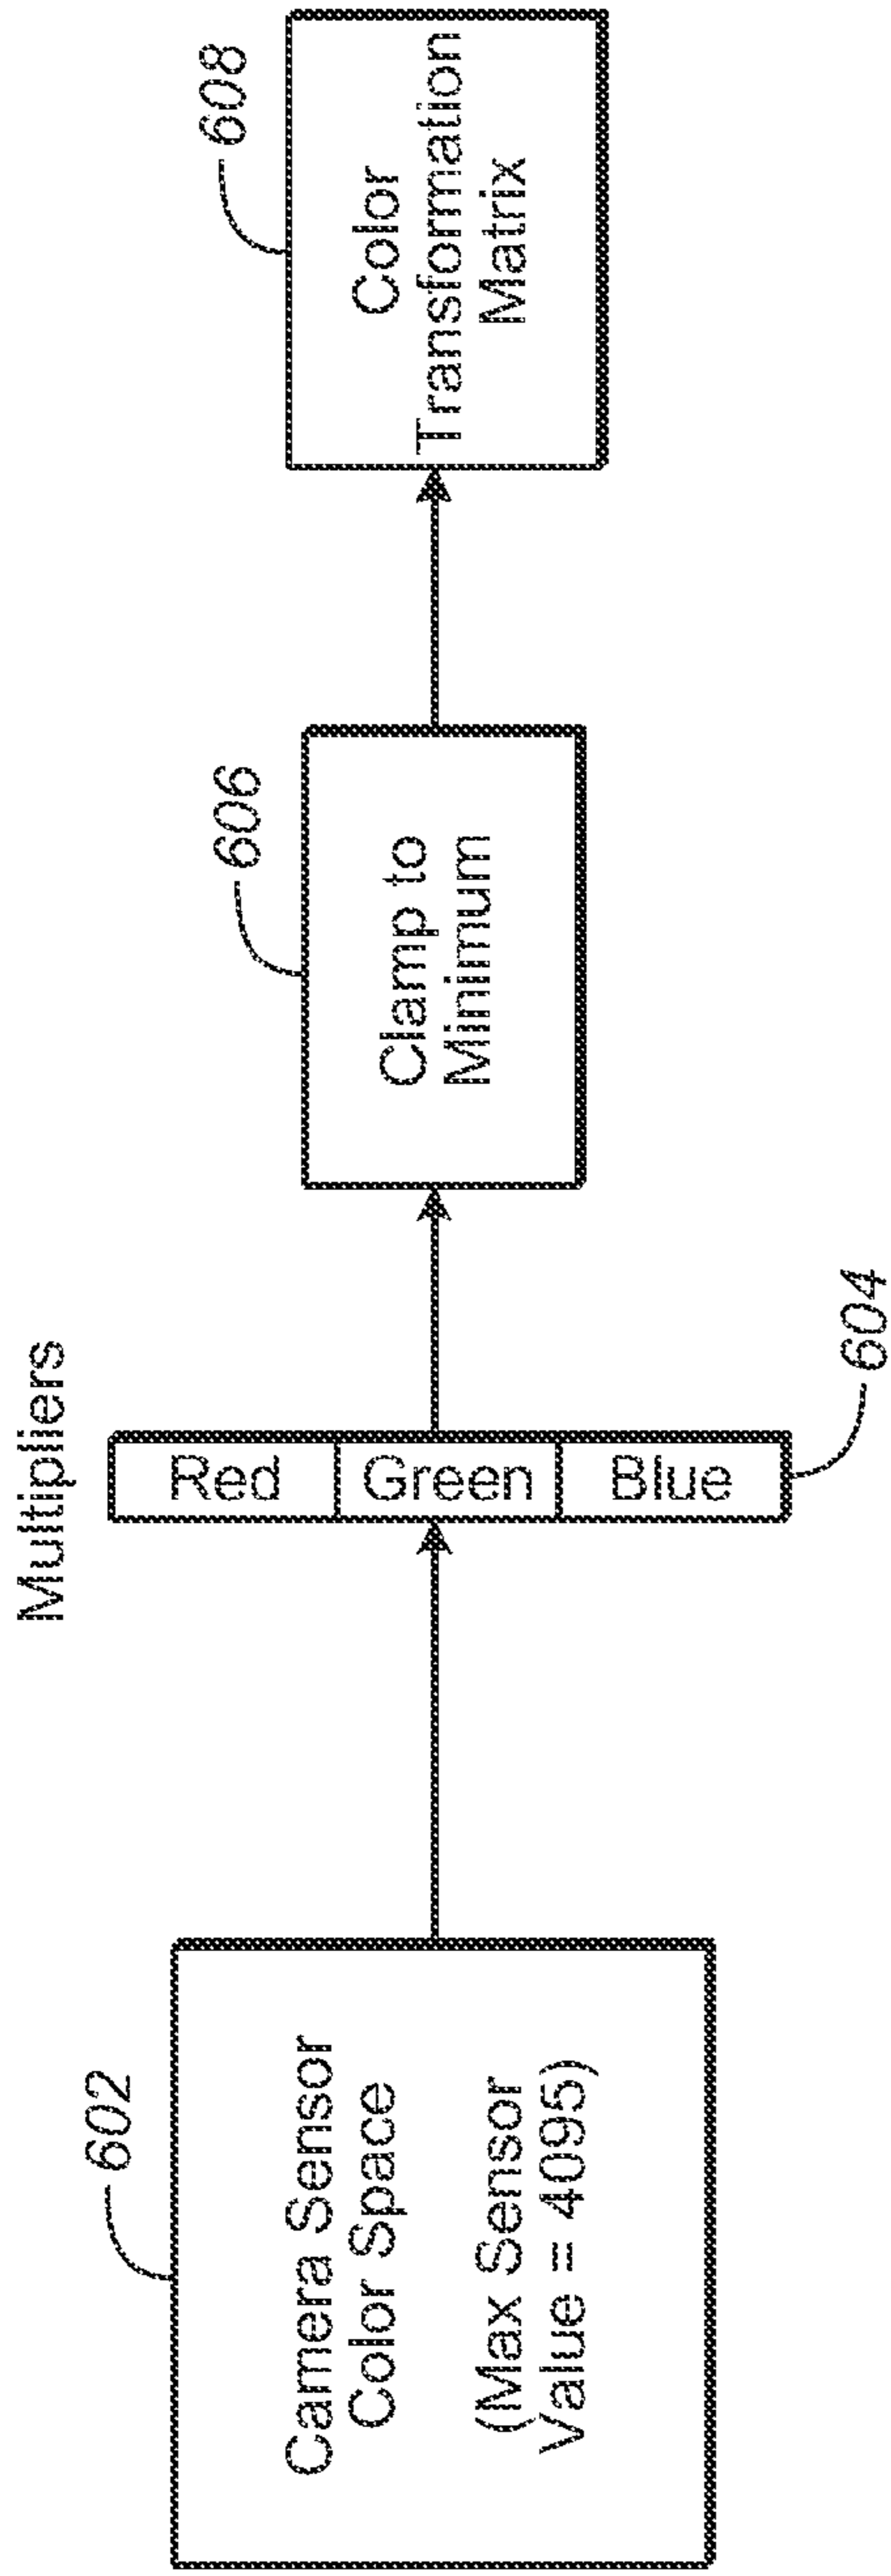 602
Camera Sensor
Color Space
(Max Sensor
Value = 4095)
Multipliers
Red
Green
Blue
604
606
Clamp to
Minimum
608
Color
Transformation
Matrix